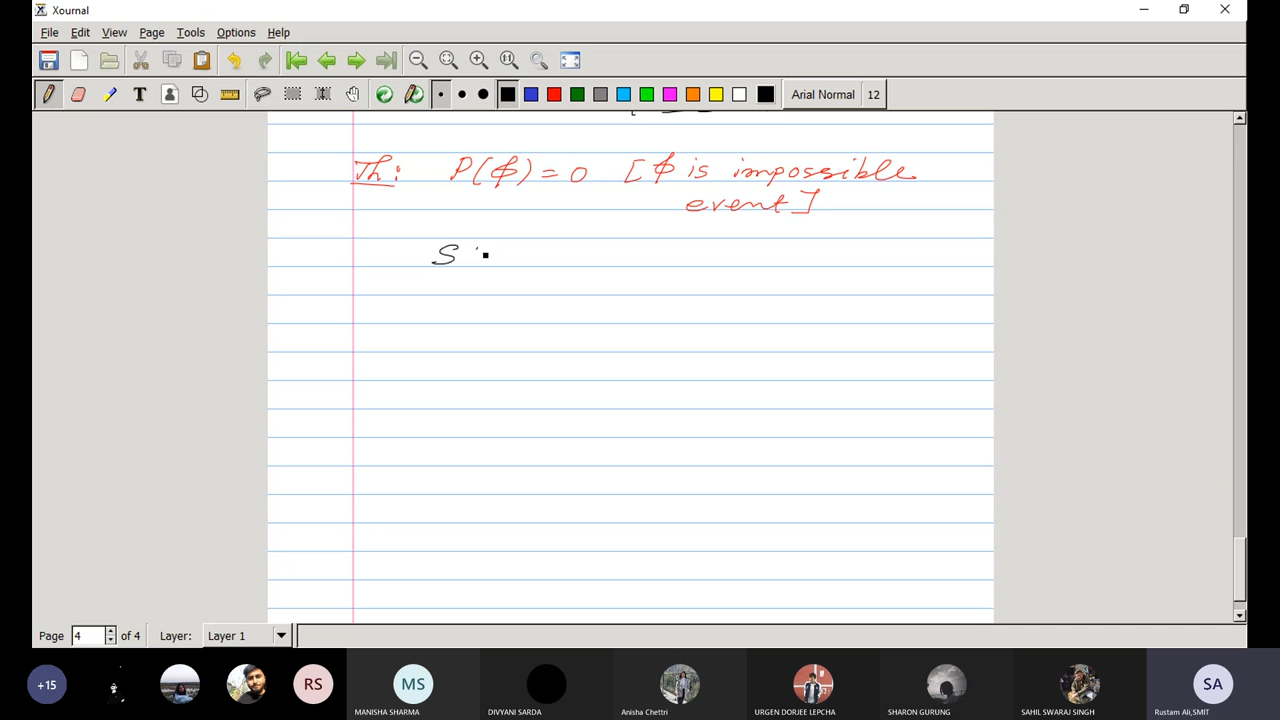 Xournal
File Edit View Page Tools Options Help
Arial Normal 12
Th: P(ϕ) = 0 [ϕ is impossible
event]
S
Page 4 of 4 Layer: Layer 1
+15 RS MS SA
MANISHA SHARMA DIVYANI SARDA Anisha Chettri URGEN DORJEE LEPCHA SHARON GURUNG SAHIL SWARAJ SINGH Rustam Ali,SMIT